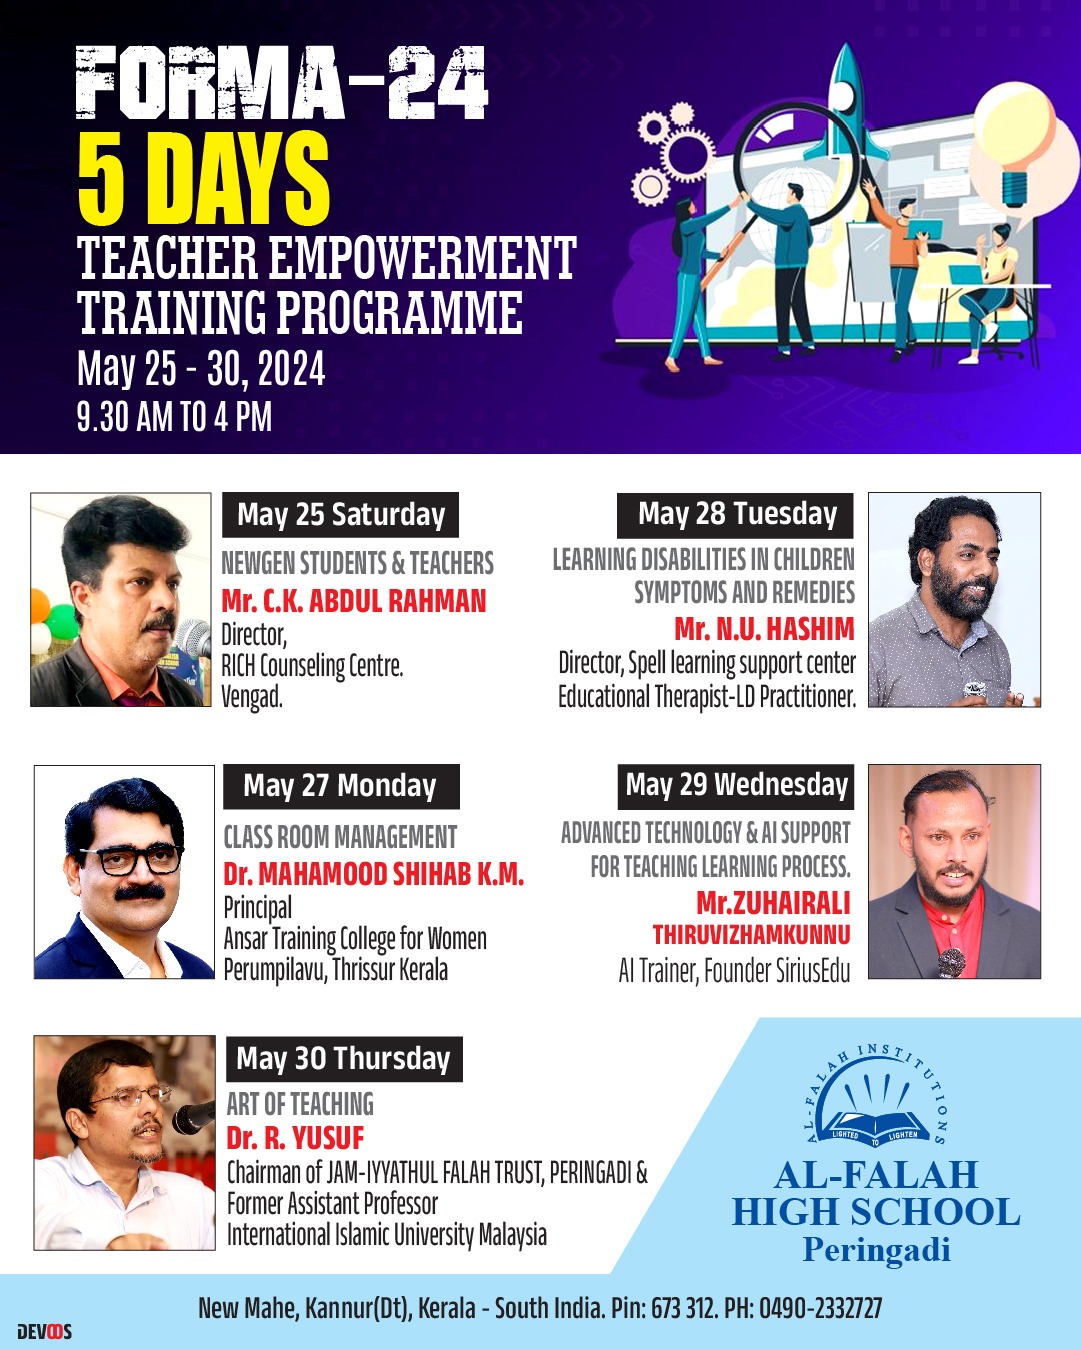 FORMA-24
5 DAYS
TEACHER EMPOWERMENT
TRAINING PROGRAMME
May 25 - 30, 2024
9.30 AM TO 4 PM
May 25 Saturday
NEWGEN STUDENTS & TEACHERS
Mr. C.K. ABDUL RAHMAN
Director,
RICH Counseling Centre.
Vengad.
May 28 Tuesday
LEARNING DISABILITIES IN CHILDREN
SYMPTOMS AND REMEDIES
Mr. N.U. HASHIM
Director, Spell learning support center
Educational Therapist-LD Practitioner.
May 27 Monday
CLASS ROOM MANAGEMENT
Dr. MAHAMOOD SHIHAB K.M.
Principal
Ansar Training College for Women
Perumpilavu, Thrissur Kerala
May 29 Wednesday
ADVANCED TECHNOLOGY & AI SUPPORT
FOR TEACHING LEARNING PROCESS.
Mr.ZUHAIRALI
THIRUVIZHAMKUNNU
AI Trainer, Founder SiriusEdu
May 30 Thursday
ART OF TEACHING
Dr. R. YUSUF
Chairman of JAM-IYYATHUL FALAH TRUST, PERINGADI &
Former Assistant Professor
International Islamic University Malaysia
AL-FALAH INSTITUTIONS
LIGHTED TO LIGHTEN
AL-FALAH
HIGH SCHOOL
Peringadi
New Mahe, Kannur(Dt), Kerala - South India. Pin: 673 312. PH: 0490-2332727
DEVOOS